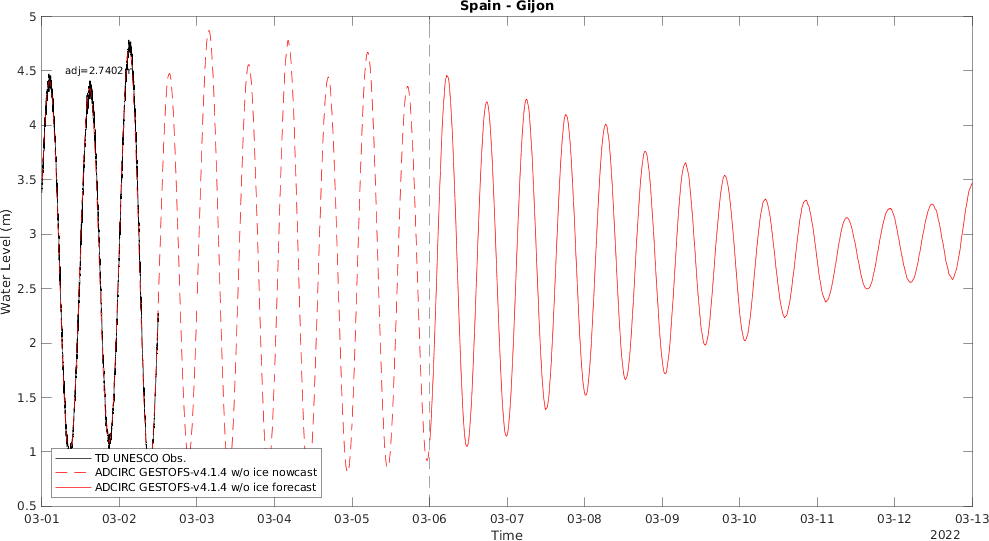 Spain - Gijon
5
4.5
4
3.5
3
2.5
2
1.5
1
0.5
Water Level (m)
adj=2.7402
TD UNESCO Obs.
ADCIRC GESTOFS-v4.1.4 w/o ice nowcast
ADCIRC GESTOFS-v4.1.4 w/o ice forecast
03-01 03-02 03-03 03-04 03-05 03-06 03-07 03-08 03-09 03-10 03-11 03-12 03-13
Time
2022